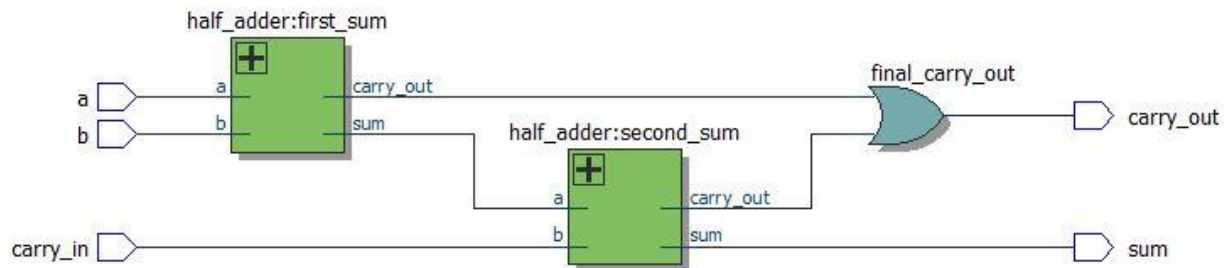 half_adder:first_sum
a
b
a
b
carry_out
sum
final_carry_out
carry_out
half_adder:second_sum
a
b
carry_out
sum
carry_in
sum